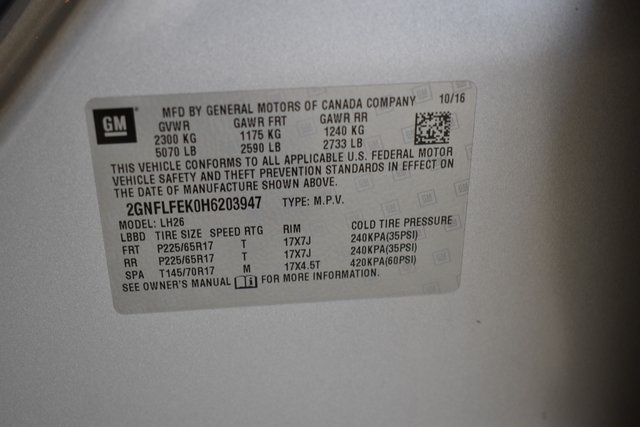 GM
MFD BY GENERAL MOTORS OF CANADA COMPANY 10/16
GVWR GAWR FRT GAWR RR
2300 KG 1175 KG 1240 KG
5070 LB 2590 LB 2733 LB
THIS VEHICLE CONFORMS TO ALL APPLICABLE U.S. FEDERAL MOTOR
VEHICLE SAFETY AND THEFT PREVENTION STANDARDS IN EFFECT ON
THE DATE OF MANUFACTURE SHOWN ABOVE.
2GNFLFEK0H6203947 TYPE: M.P.V.
MODEL: LH26
LBBD TIRE SIZE SPEED RTG RIM COLD TIRE PRESSURE
FRT P225/65R17 T 17X7J 240KPA(35PSI)
RR P225/65R17 T 17X7J 240KPA(35PSI)
SPA T145/70R17 M 17X4.5T 420KPA(60PSI)
SEE OWNER'S MANUAL FOR MORE INFORMATION.